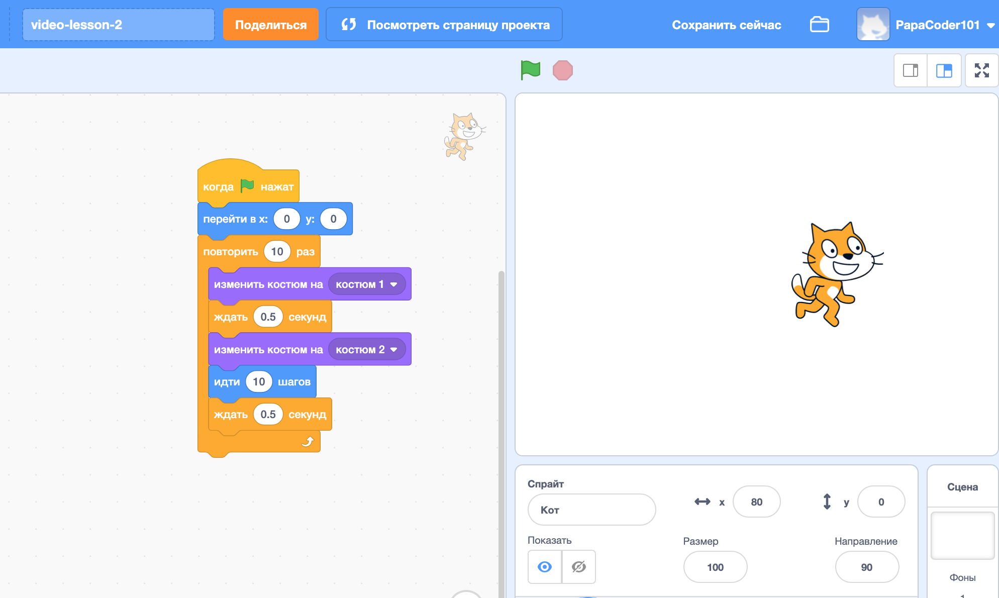 video-lesson-2
Поделиться
Посмотреть страницу проекта
Сохранить сейчас
PapaCoder101
когда нажат
перейти в x: 0 y: 0
повторить 10 раз
изменить костюм на костюм 1
ждать 0.5 секунд
изменить костюм на костюм 2
идти 10 шагов
ждать 0.5 секунд
Спрайт
Кот
x 80
y 0
Показать
Размер
100
Направление
90
Сцена
Фоны
1